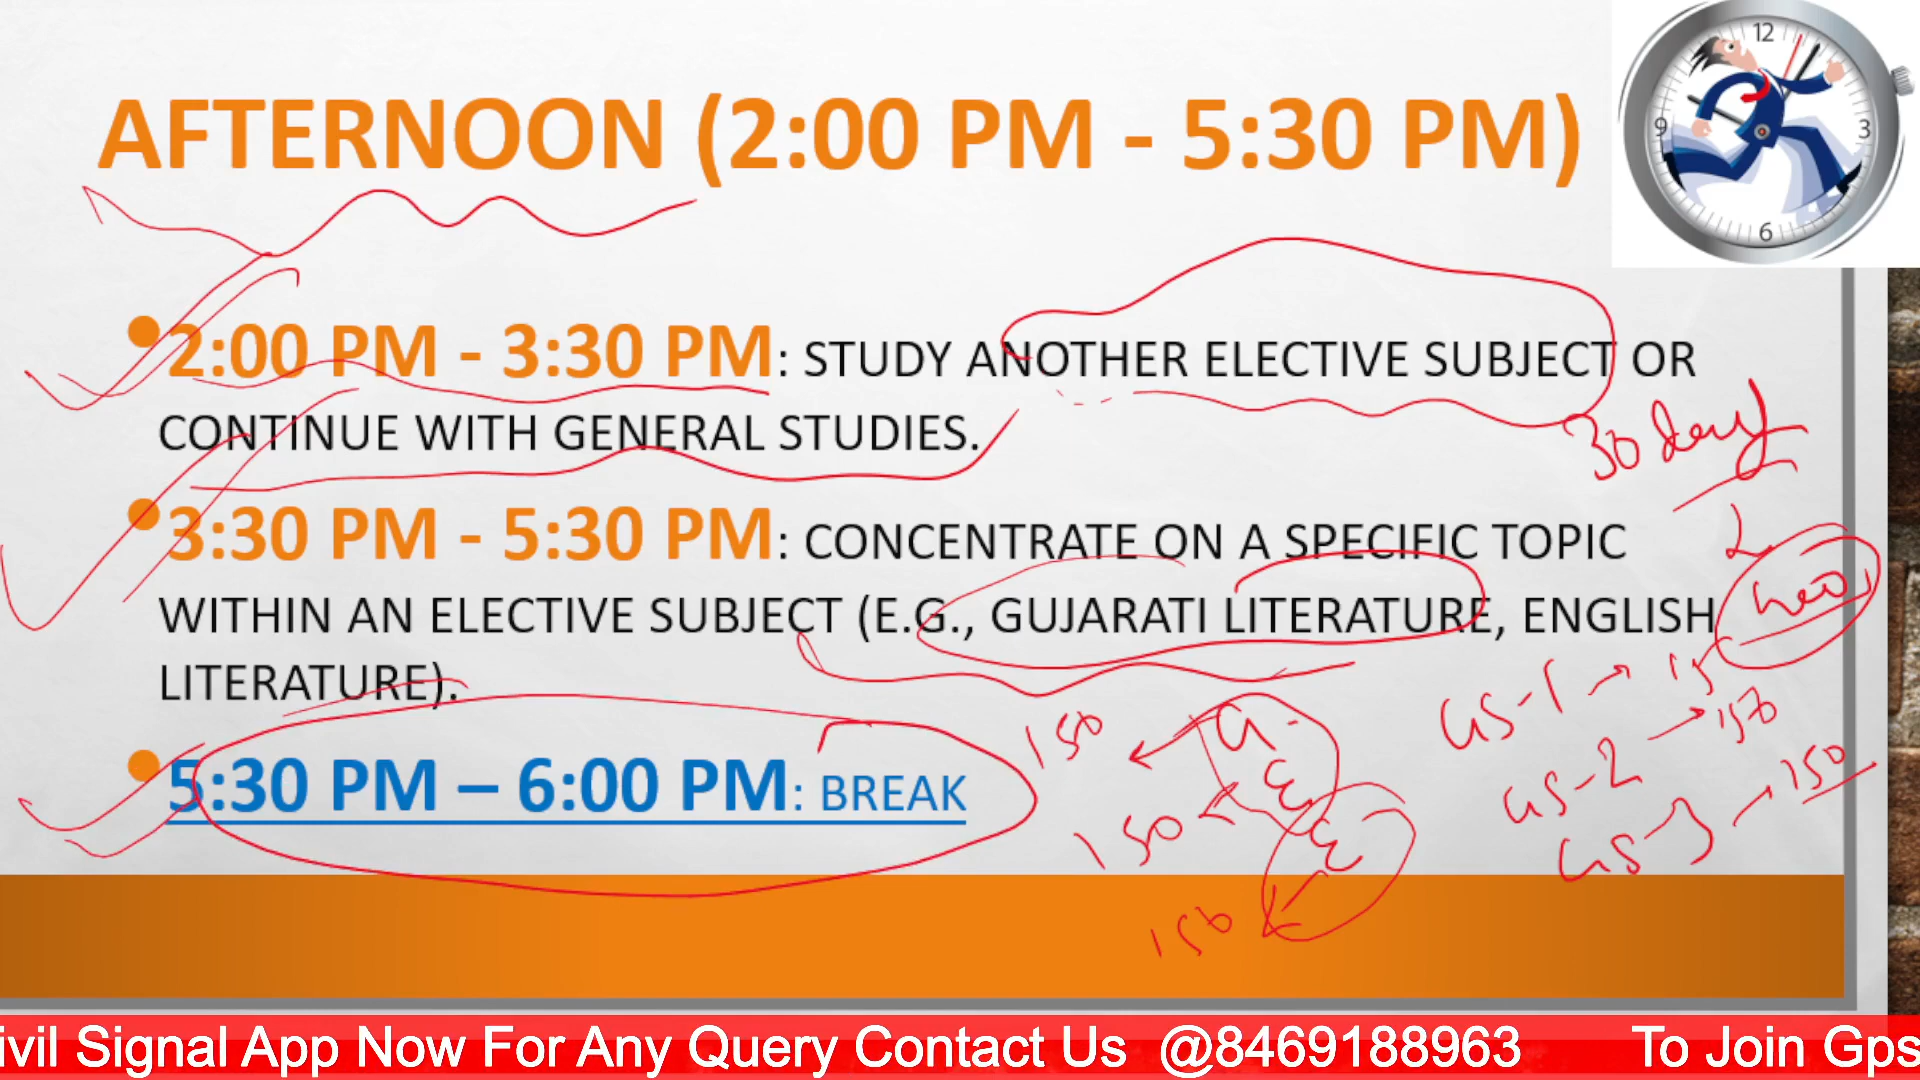 AFTERNOON (2:00 PM - 5:30 PM)
12
3
6
9
2:00 PM - 3:30 PM: STUDY ANOTHER ELECTIVE SUBJECT OR
CONTINUE WITH GENERAL STUDIES.
30 day
3:30 PM - 5:30 PM: CONCENTRATE ON A SPECIFIC TOPIC
WITHIN AN ELECTIVE SUBJECT (E.G., GUJARATI LITERATURE, ENGLISH
LITERATURE).
GS-1
GS-2 150
GS-3 150
150 G.
150 E
150 E
5:30 PM – 6:00 PM: BREAK
ivil Signal App Now For Any Query Contact Us @8469188963 To Join Gps